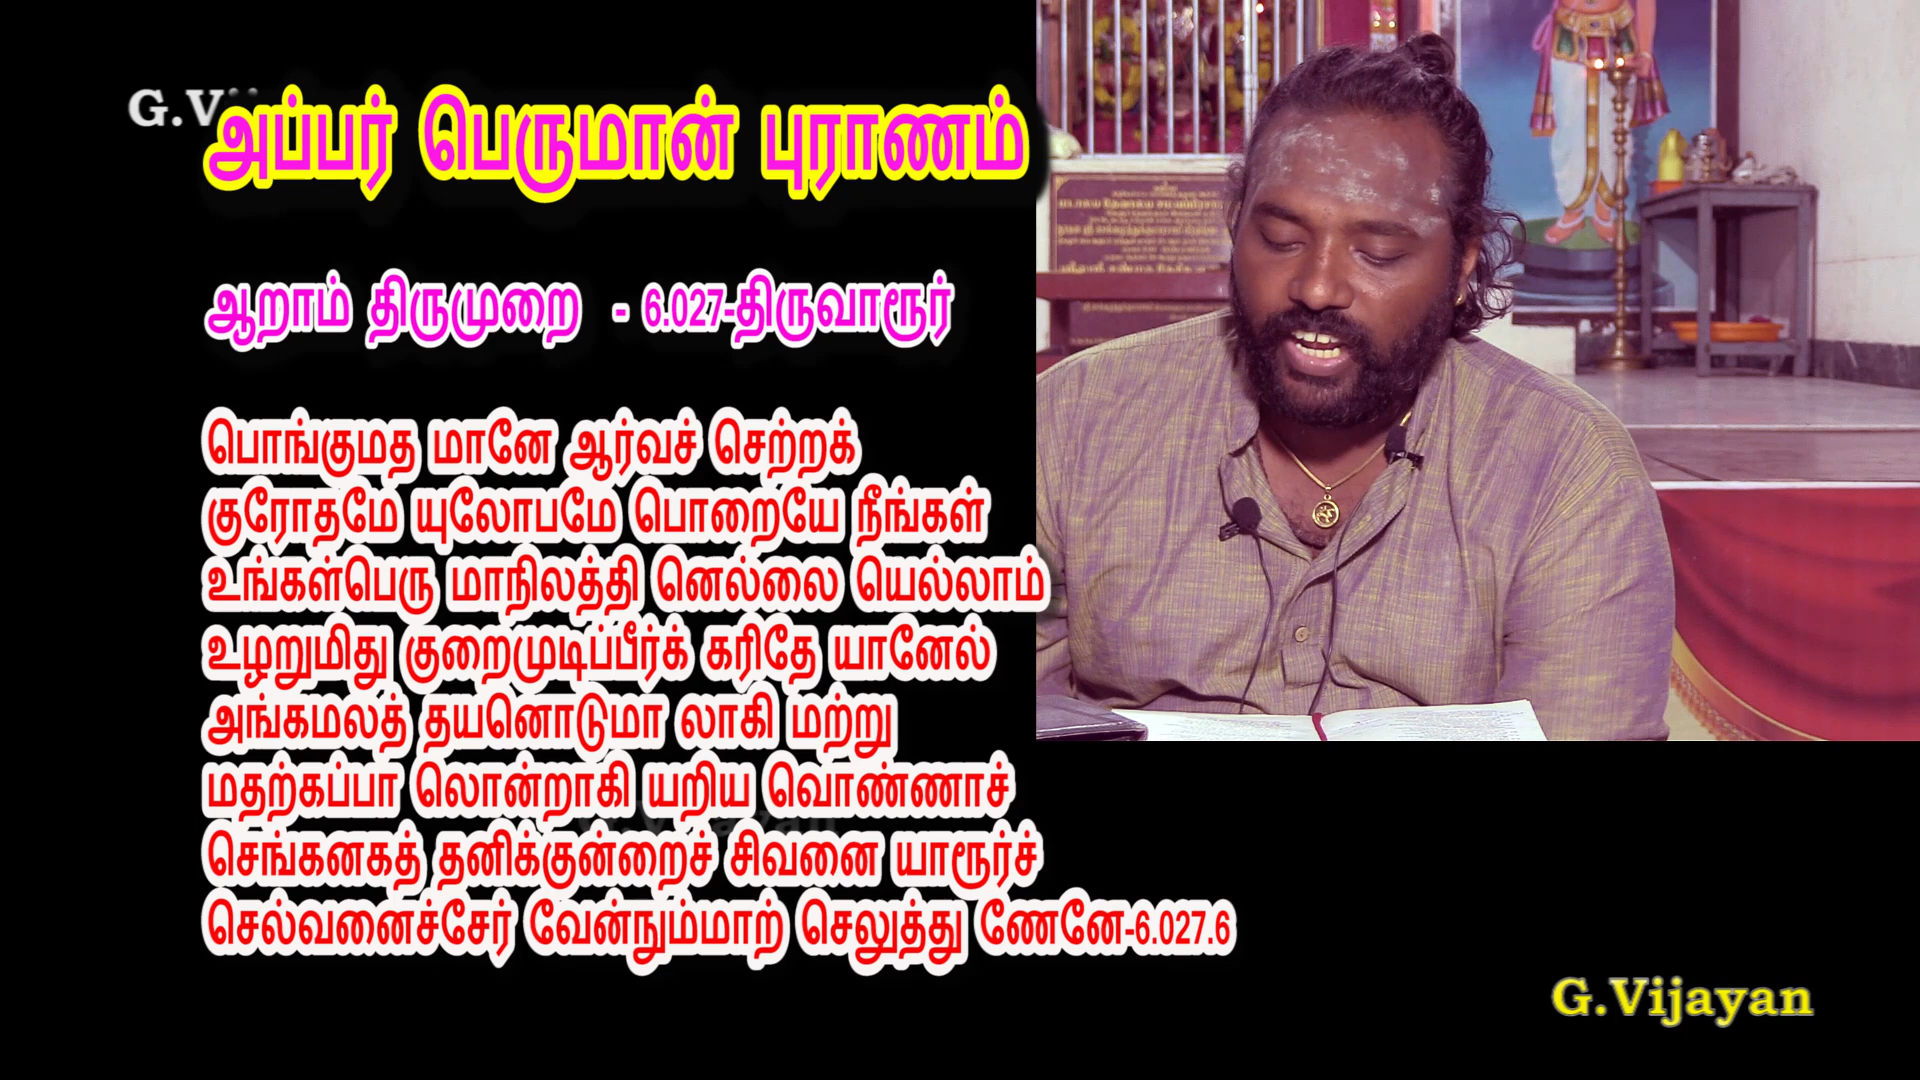 அப்பர் பெருமான் புராணம்
ஆறாம் திருமுறை - 6.027-திருவாரூர்
பொங்குமத மானே ஆர்வச் செற்றக்
குரோதமே யுலோபமே பொறையே நீங்கள்
உங்கள்பெரு மாநிலத்தி னெல்லை யெல்லாம்
உழறுமிது குறைமுடிப்பீர்க் கரிதே யானேல்
அங்கமலத் தயனொடுமா லாகி மற்று
மதற்கப்பா லொன்றாகி யறிய வொண்ணாச்
செங்கனகத் தனிக்குன்றைச் சிவனை யாரூர்ச்
செல்வனைச்சேர் வேன்நும்மாற் செலுத்து ணேனே-6.027.6
G.Vijayan